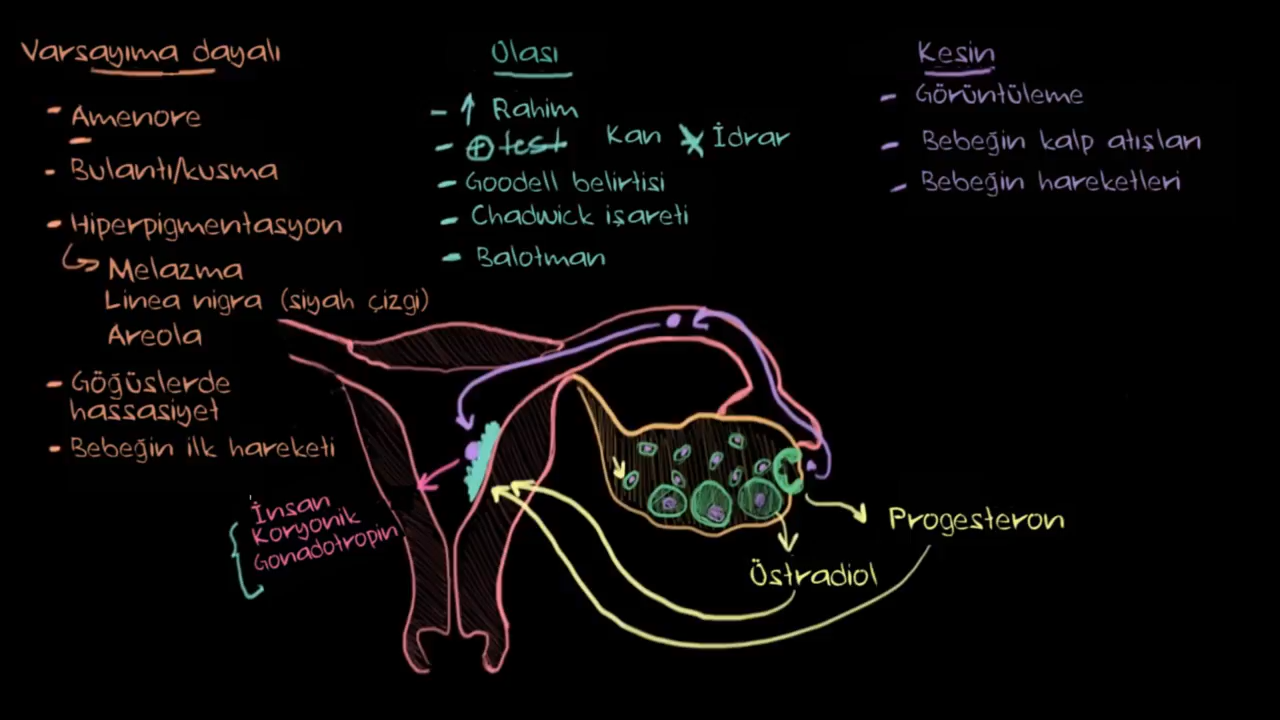 Varsayıma dayalı
- Amenore
- Bulantı/kusma
- Hiperpigmentasyon
Melazma
Linea nigra (siyah çizgi)
Areola
- Göğüslerde
hassasiyet
- Bebeğin ilk hareketi
Olası
- ↑ Rahim
- ⊕ test Kan İdrar
- Goodell belirtisi
- Chadwick işareti
- Balotman
Kesin
- Görüntüleme
- Bebeğin kalp atışları
- Bebeğin hareketleri
İnsan
Koryonik
Gonadotropin
Progesteron
Üstradiol